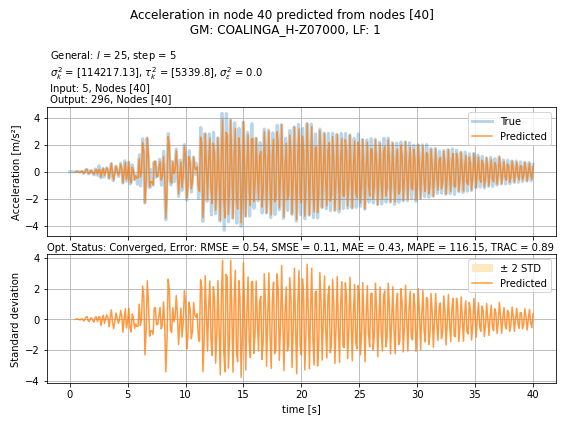 Acceleration in node 40 predicted from nodes [40]
GM: COALINGA_H-Z07000, LF: 1
General: l = 25, step = 5
σ²ₖ = [114217.13], τ²ₖ = [5339.8], σ²ε = 0.0
Input: 5, Nodes [40]
Output: 296, Nodes [40]
Acceleration [m/s²]
4
2
0
−2
−4
True
Predicted
Opt. Status: Converged, Error: RMSE = 0.54, SMSE = 0.11, MAE = 0.43, MAPE = 116.15, TRAC = 0.89
Standard deviation
4
2
0
−2
−4
± 2 STD
Predicted
0 5 10 15 20 25 30 35 40
time [s]